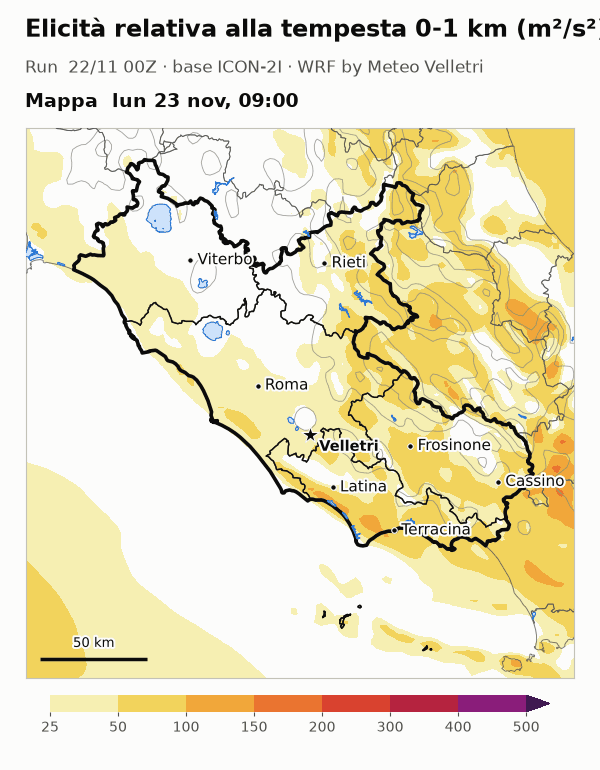 Elicità relativa alla tempesta 0-1 km (m²/s²)
Run 22/11 00Z · base ICON-2I · WRF by Meteo Velletri
Mappa lun 23 nov, 09:00
Viterbo
Rieti
Roma
Velletri
Frosinone
Latina
Cassino
Terracina
50 km
25 50 100 150 200 300 400 500